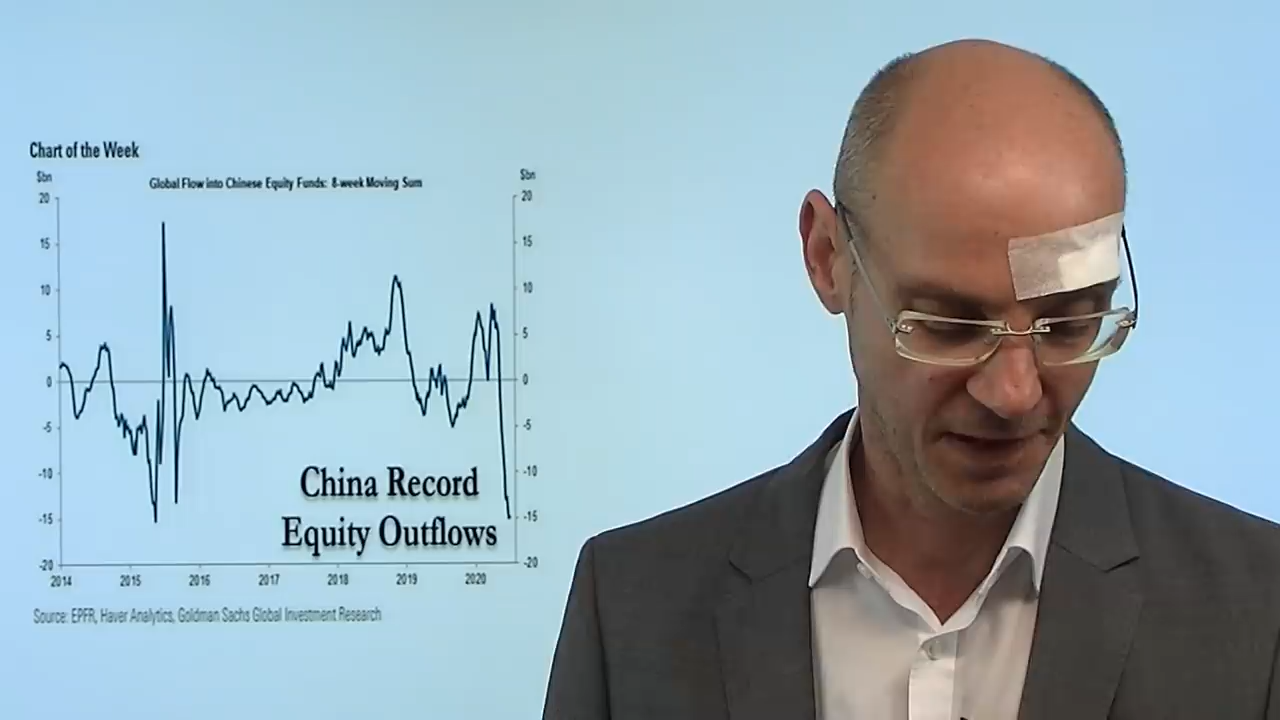 Chart of the Week
$bn
$bn
Global Flow into Chinese Equity Funds: 8-week Moving Sum
20
20
15
15
10
10
5
5
0
0
-5
-5
-10
-10
-15
-15
-20
-20
China Record
Equity Outflows
2014 2015 2016 2017 2018 2019 2020
Source: EPFR, Haver Analytics, Goldman Sachs Global Investment Research